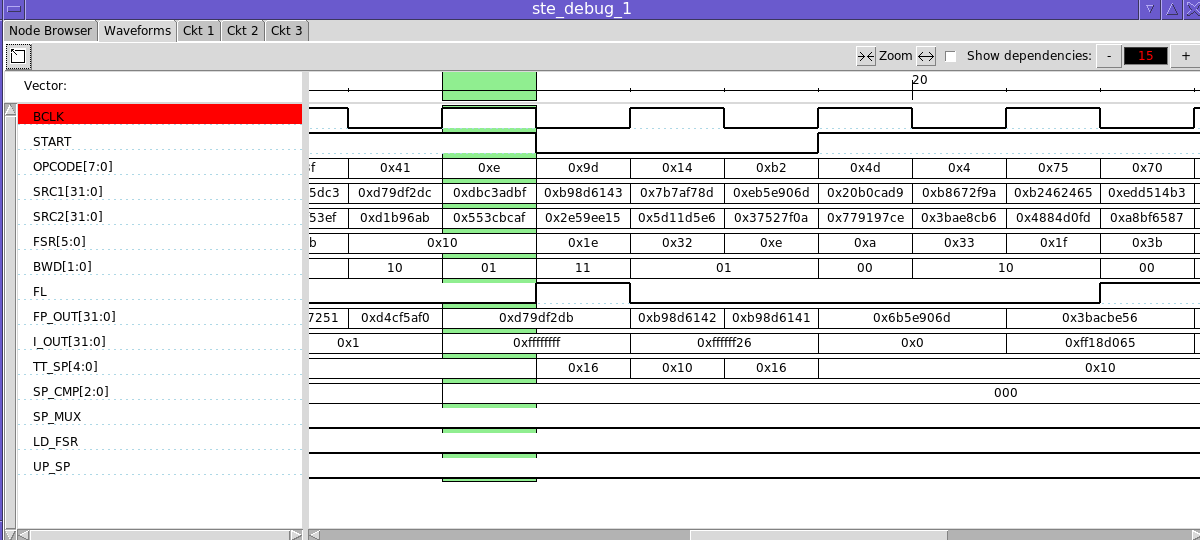 ste_debug_1
Node Browser Waveforms Ckt 1 Ckt 2 Ckt 3
Zoom Show dependencies: - 15 +
Vector: 20
BCLK
START
OPCODE[7:0] 0x41 0xe 0x9d 0x14 0xb2 0x4d 0x4 0x75 0x70
SRC1[31:0] 5dc3 0xd79df2dc 0xdbc3adbf 0xb98d6143 0x7b7af78d 0xeb5e906d 0x20b0cad9 0xb8672f9a 0xb2462465 0xedd514b3
SRC2[31:0] 53ef 0xd1b96ab 0x553cbcaf 0x2e59ee15 0x5d11d5e6 0x37527f0a 0x779197ce 0x3bae8cb6 0x4884d0fd 0xa8bf6587
FSR[5:0] b 0x10 0x1e 0x32 0xe 0xa 0x33 0x1f 0x3b
BWD[1:0] 10 01 11 01 00 10 00
FL
FP_OUT[31:0] 7251 0xd4cf5af0 0xd79df2db 0xb98d6142 0xb98d6141 0x6b5e906d 0x3bacbe56
I_OUT[31:0] 0x1 0xffffffff 0xffffff26 0x0 0xff18d065
TT_SP[4:0] 0x16 0x10 0x16 0x10
SP_CMP[2:0] 000
SP_MUX
LD_FSR
UP_SP